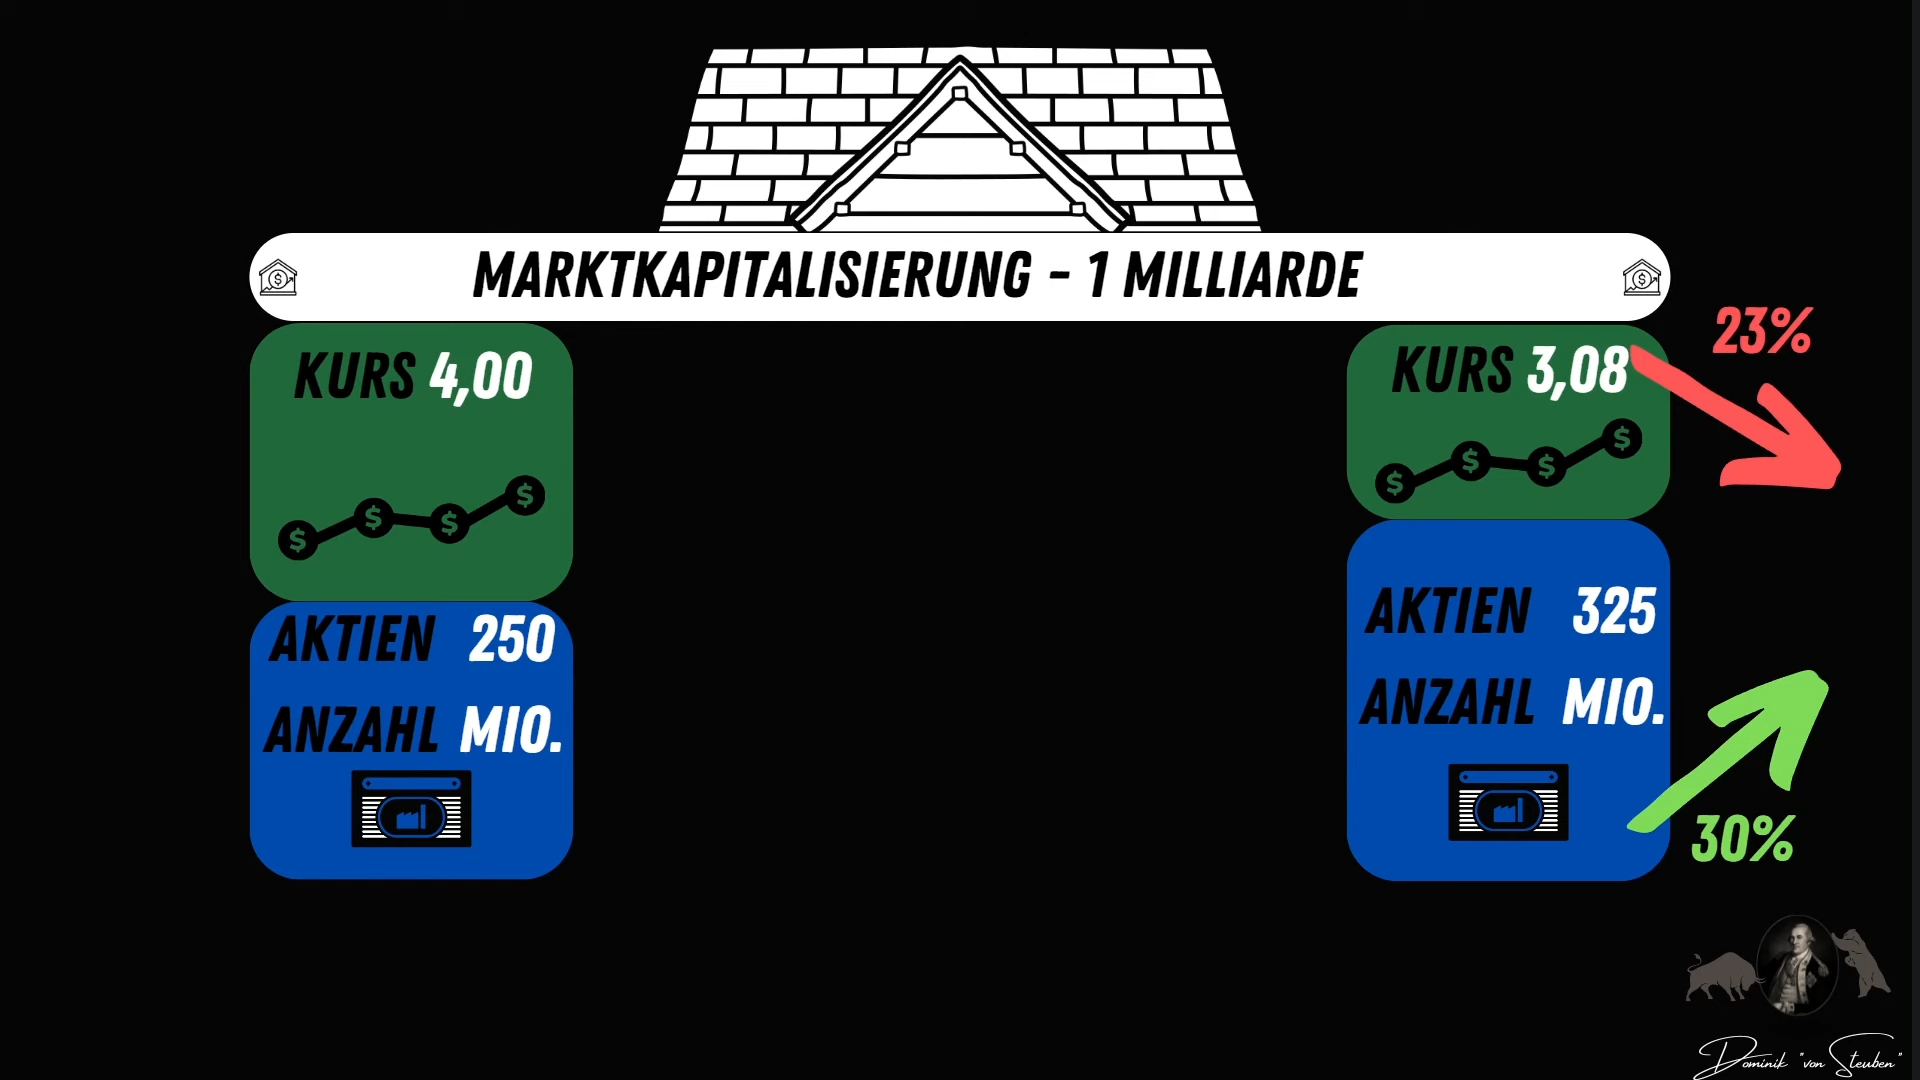 MARKTKAPITALISIERUNG - 1 MILLIARDE
KURS 4,00
AKTIEN 250
ANZAHL MIO.
KURS 3,08
23%
AKTIEN 325
ANZAHL MIO.
30%
Dominik "von Steuben"